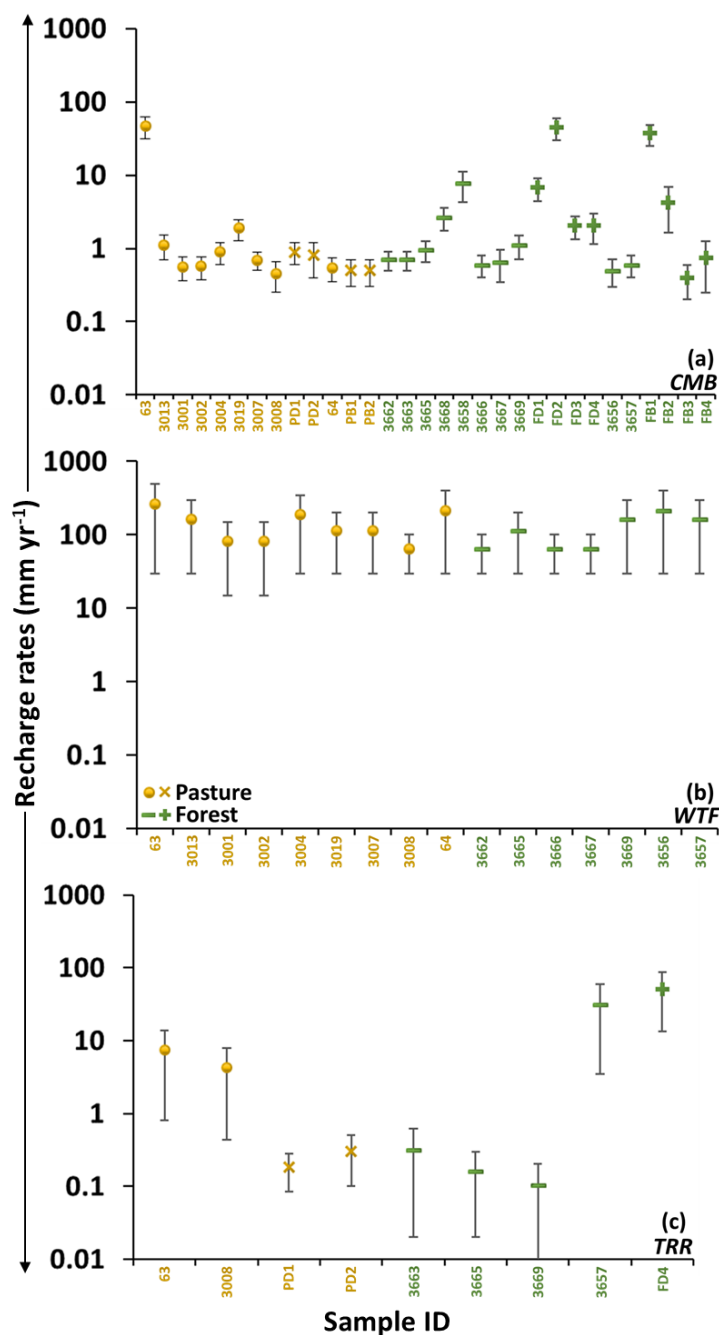 Recharge rates (mm yr⁻¹)
1000
100
10
1
0.1
0.01
(a)
CMB
63 3013 3001 3002 3004 3019 3007 3008 PD1 PD2 64 PB1 PB2 3662 3663 3665 3668 3658 3666 3667 3669 FD1 FD2 FD3 FD4 3656 3657 FB1 FB2 FB3 FB4
1000
100
10
1
0.1
0.01
Pasture
Forest
(b)
WTF
63 3013 3001 3002 3004 3019 3007 3008 64 3662 3665 3666 3667 3669 3656 3657
1000
100
10
1
0.1
0.01
(c)
TRR
63 3008 PD1 PD2 3663 3665 3669 3657 FD4
Sample ID